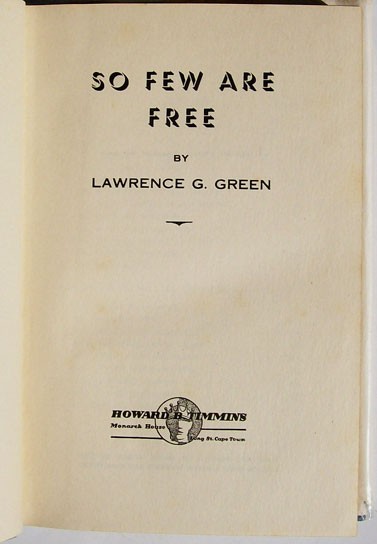 SO FEW ARE
FREE
BY
LAWRENCE G. GREEN
HOWARD B. TIMMINS
Monarch House
Long St. Cape Town